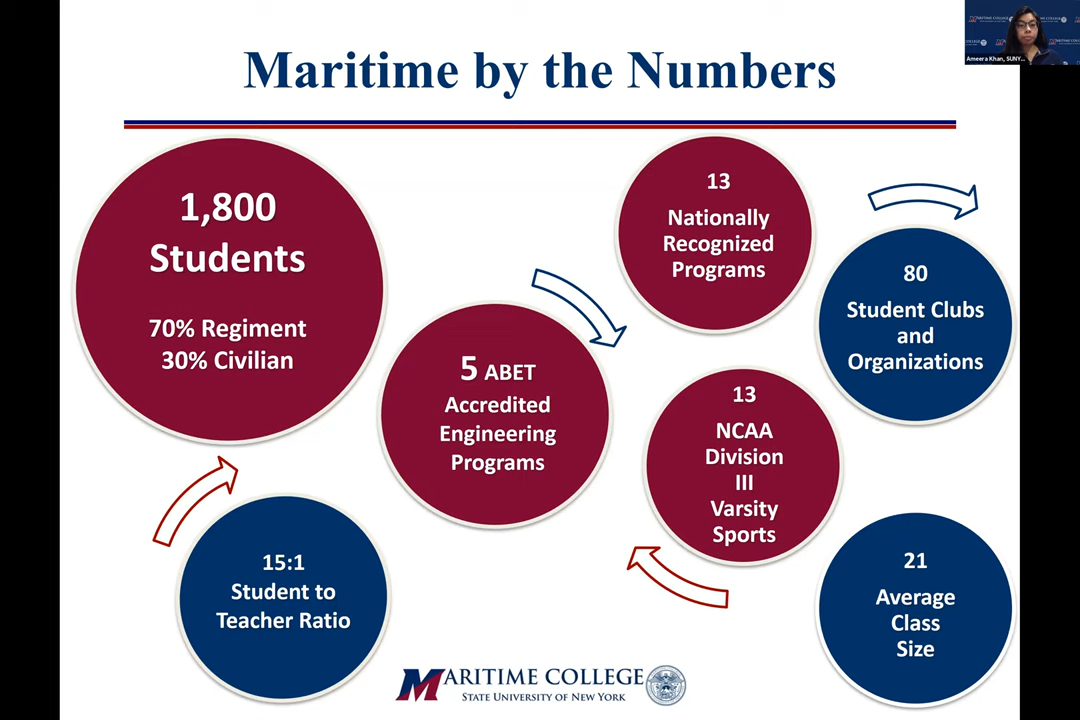 Maritime by the Numbers
1,800
Students
70% Regiment
30% Civilian
15:1
Student to
Teacher Ratio
5 ABET
Accredited
Engineering
Programs
13
Nationally
Recognized
Programs
13
NCAA
Division
III
Varsity
Sports
80
Student Clubs
and
Organizations
21
Average
Class
Size
MARITIME COLLEGE
STATE UNIVERSITY OF NEW YORK
MARITIME COLLEGE
Ameera Khan, SUNY...